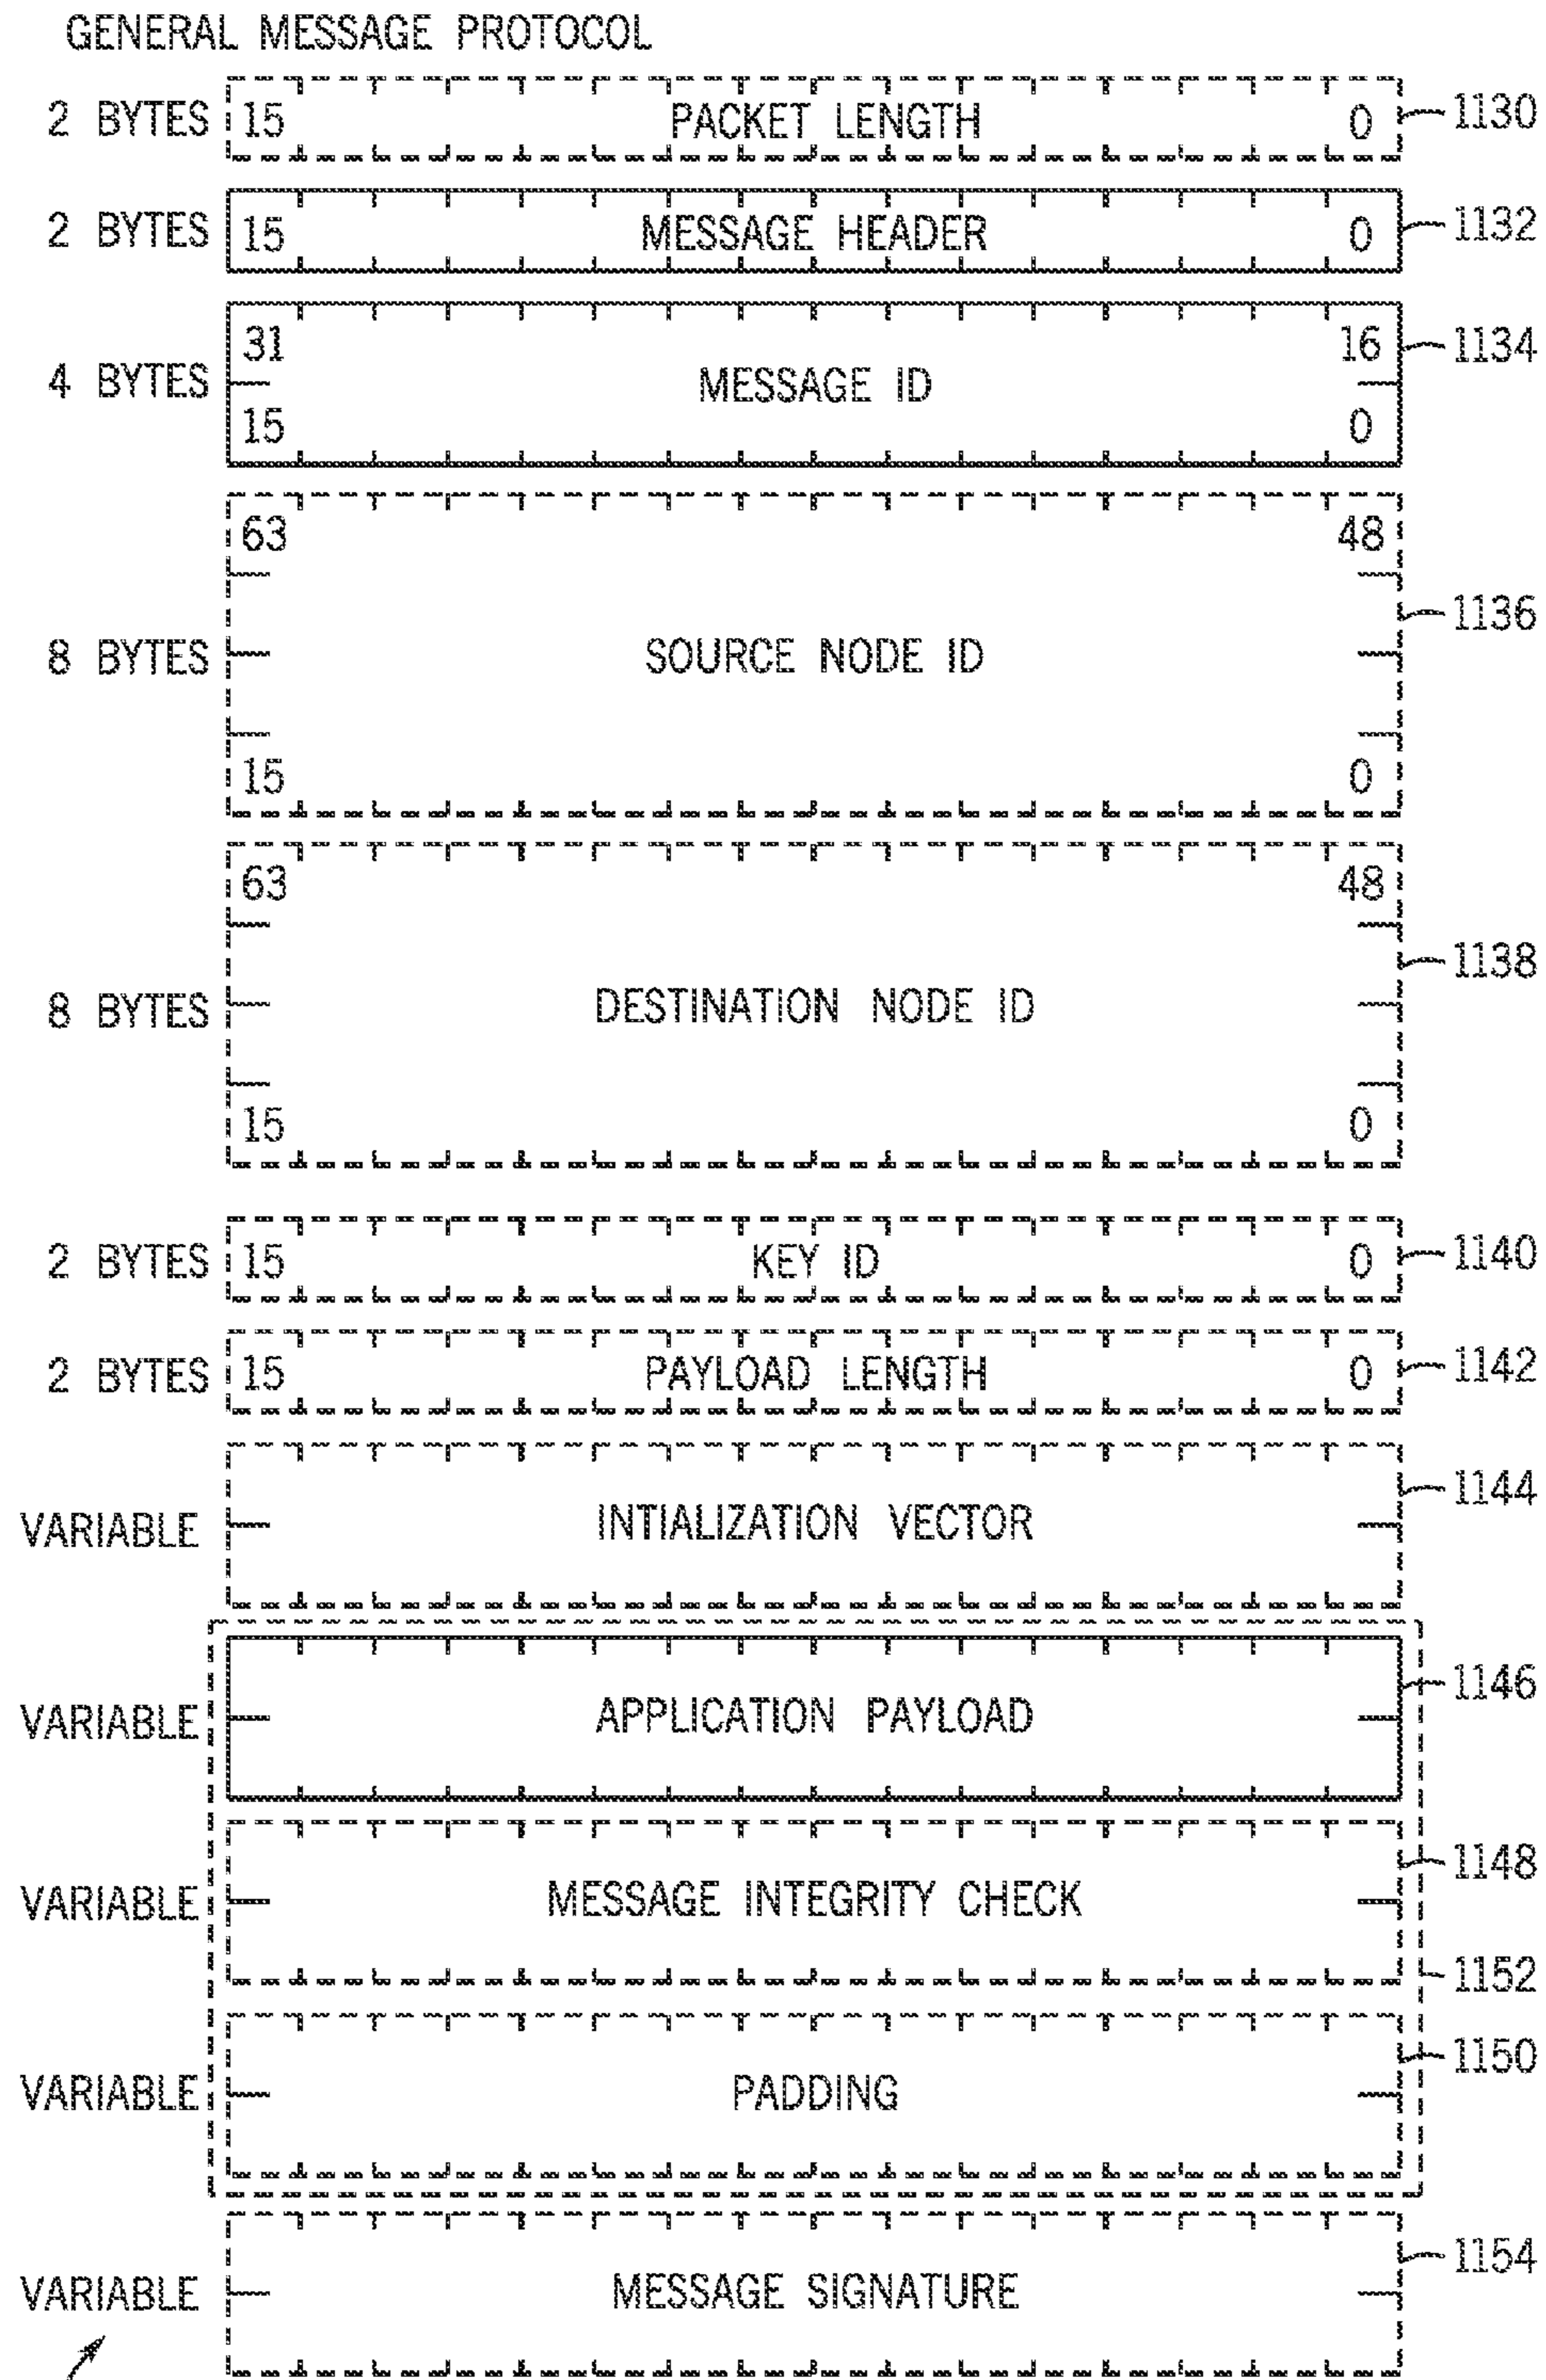 GENERAL MESSAGE PROTOCOL
2 BYTES 15 PACKET LENGTH 0 1130
2 BYTES 15 MESSAGE HEADER 0 1132
31 16 1134
4 BYTES MESSAGE ID
15 0
63 48
1136
8 BYTES SOURCE NODE ID
15 0
63 48
1138
8 BYTES DESTINATION NODE ID
15 0
2 BYTES 15 KEY ID 0 1140
2 BYTES 15 PAYLOAD LENGTH 0 1142
1144
VARIABLE INTIALIZATION VECTOR
1146
VARIABLE APPLICATION PAYLOAD
1148
VARIABLE MESSAGE INTEGRITY CHECK
1152
1150
VARIABLE PADDING
1154
VARIABLE MESSAGE SIGNATURE